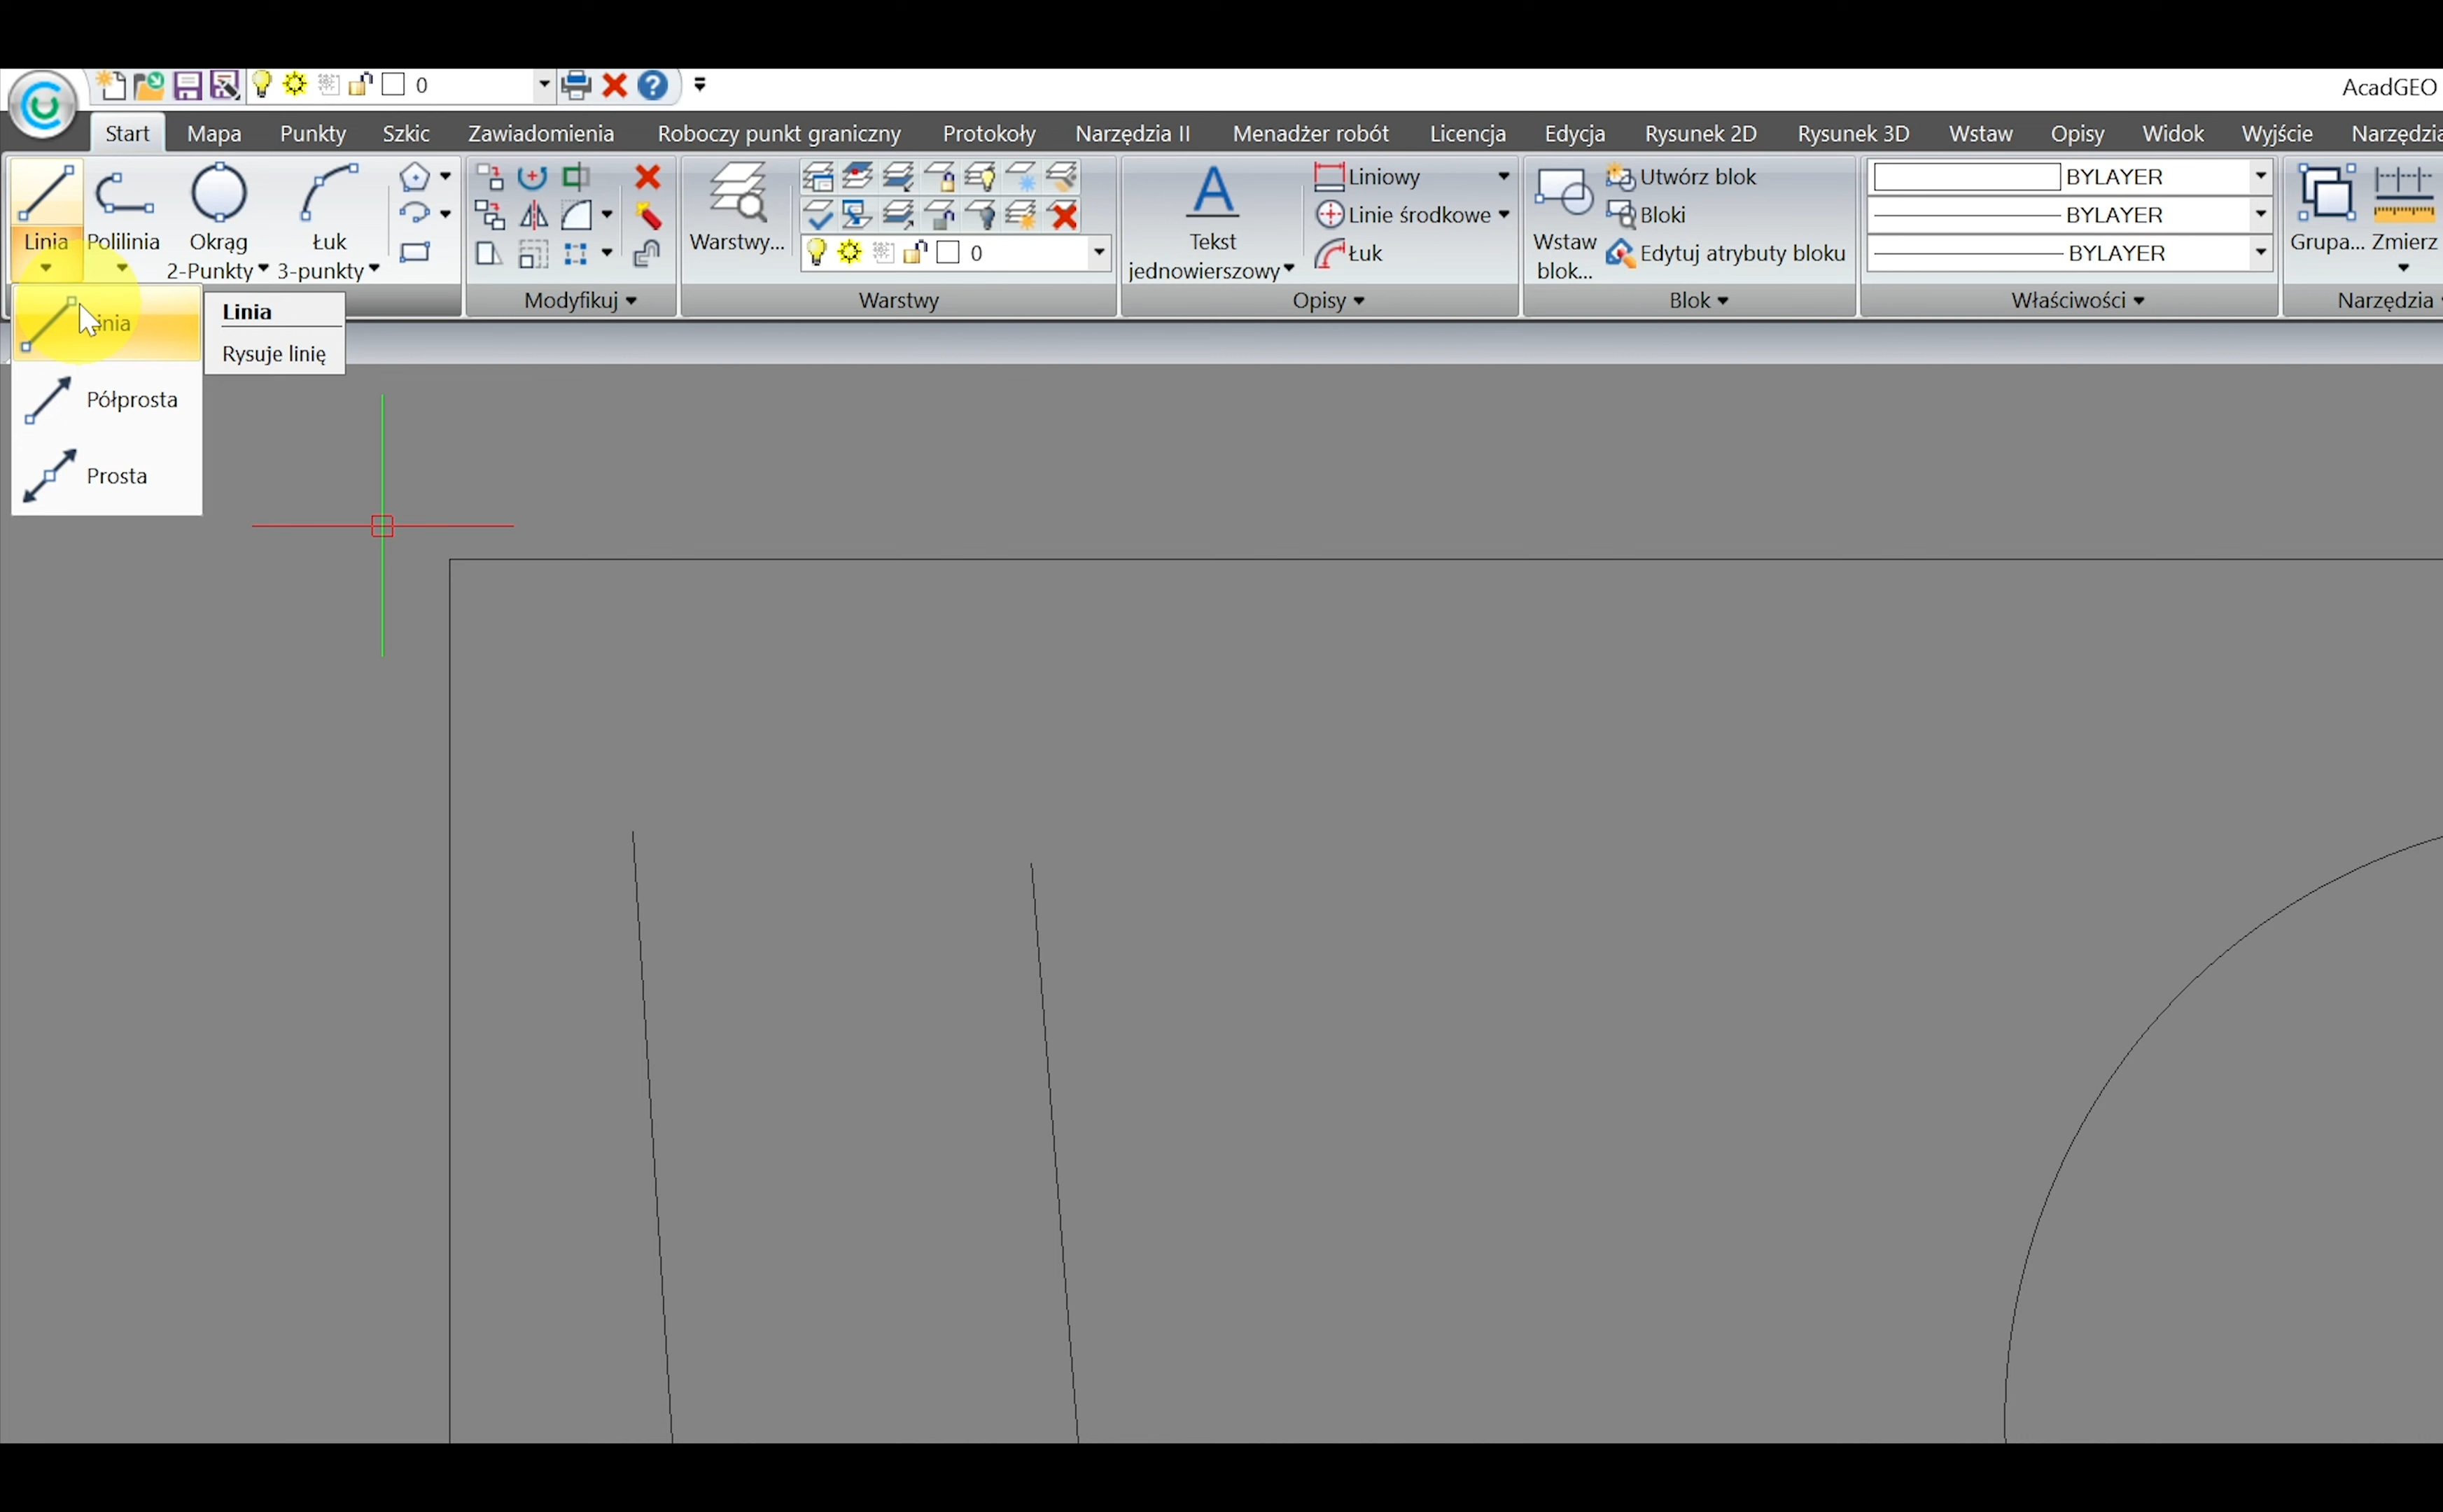 0
AcadGEO
Start Mapa Punkty Szkic Zawiadomienia Roboczy punkt graniczny Protokoły Narzędzia II Menadżer robót Licencja Edycja Rysunek 2D Rysunek 3D Wstaw Opisy Widok Wyjście Narzędzia
Linia
Polilinia
Okrąg
2-Punkty
Łuk
3-punkty
Modyfikuj
Warstwy...
0
Warstwy
Tekst
jednowierszowy
Liniowy
Linie środkowe
Łuk
Opisy
Wstaw
blok...
Utwórz blok
Bloki
Edytuj atrybuty bloku
Blok
BYLAYER
BYLAYER
BYLAYER
Właściwości
Grupa...
Zmierz
Narzędzia
Linia
Półprosta
Prosta
Linia
Rysuje linię